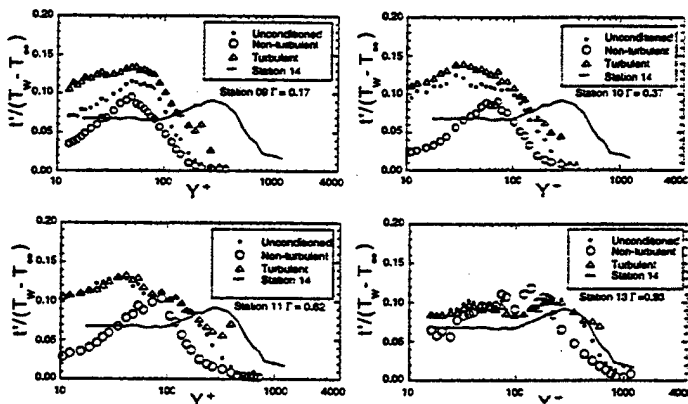 t'/(T_w - T_∞)
0.20
0.15
0.10
0.05
0.00
Unconditioned
Non-turbulent
Turbulent
Station 14
Station 09 Γ = 0.17
10
100
1000
4000
Y⁺
t'/(T_w - T_∞)
0.20
0.15
0.10
0.05
0.00
Unconditioned
Non-turbulent
Turbulent
Station 14
Station 10 Γ = 0.37
10
100
1000
4000
t'/(T_w - T_∞)
0.20
0.15
0.10
0.05
0.00
Unconditioned
Non-turbulent
Turbulent
Station 14
Station 11 Γ = 0.62
10
100
1000
4000
Y⁺
t'/(T_w - T_∞)
0.20
0.15
0.10
0.05
0.00
Unconditioned
Non-turbulent
Turbulent
Station 14
Station 13
10
100
1000
4000
Y⁺